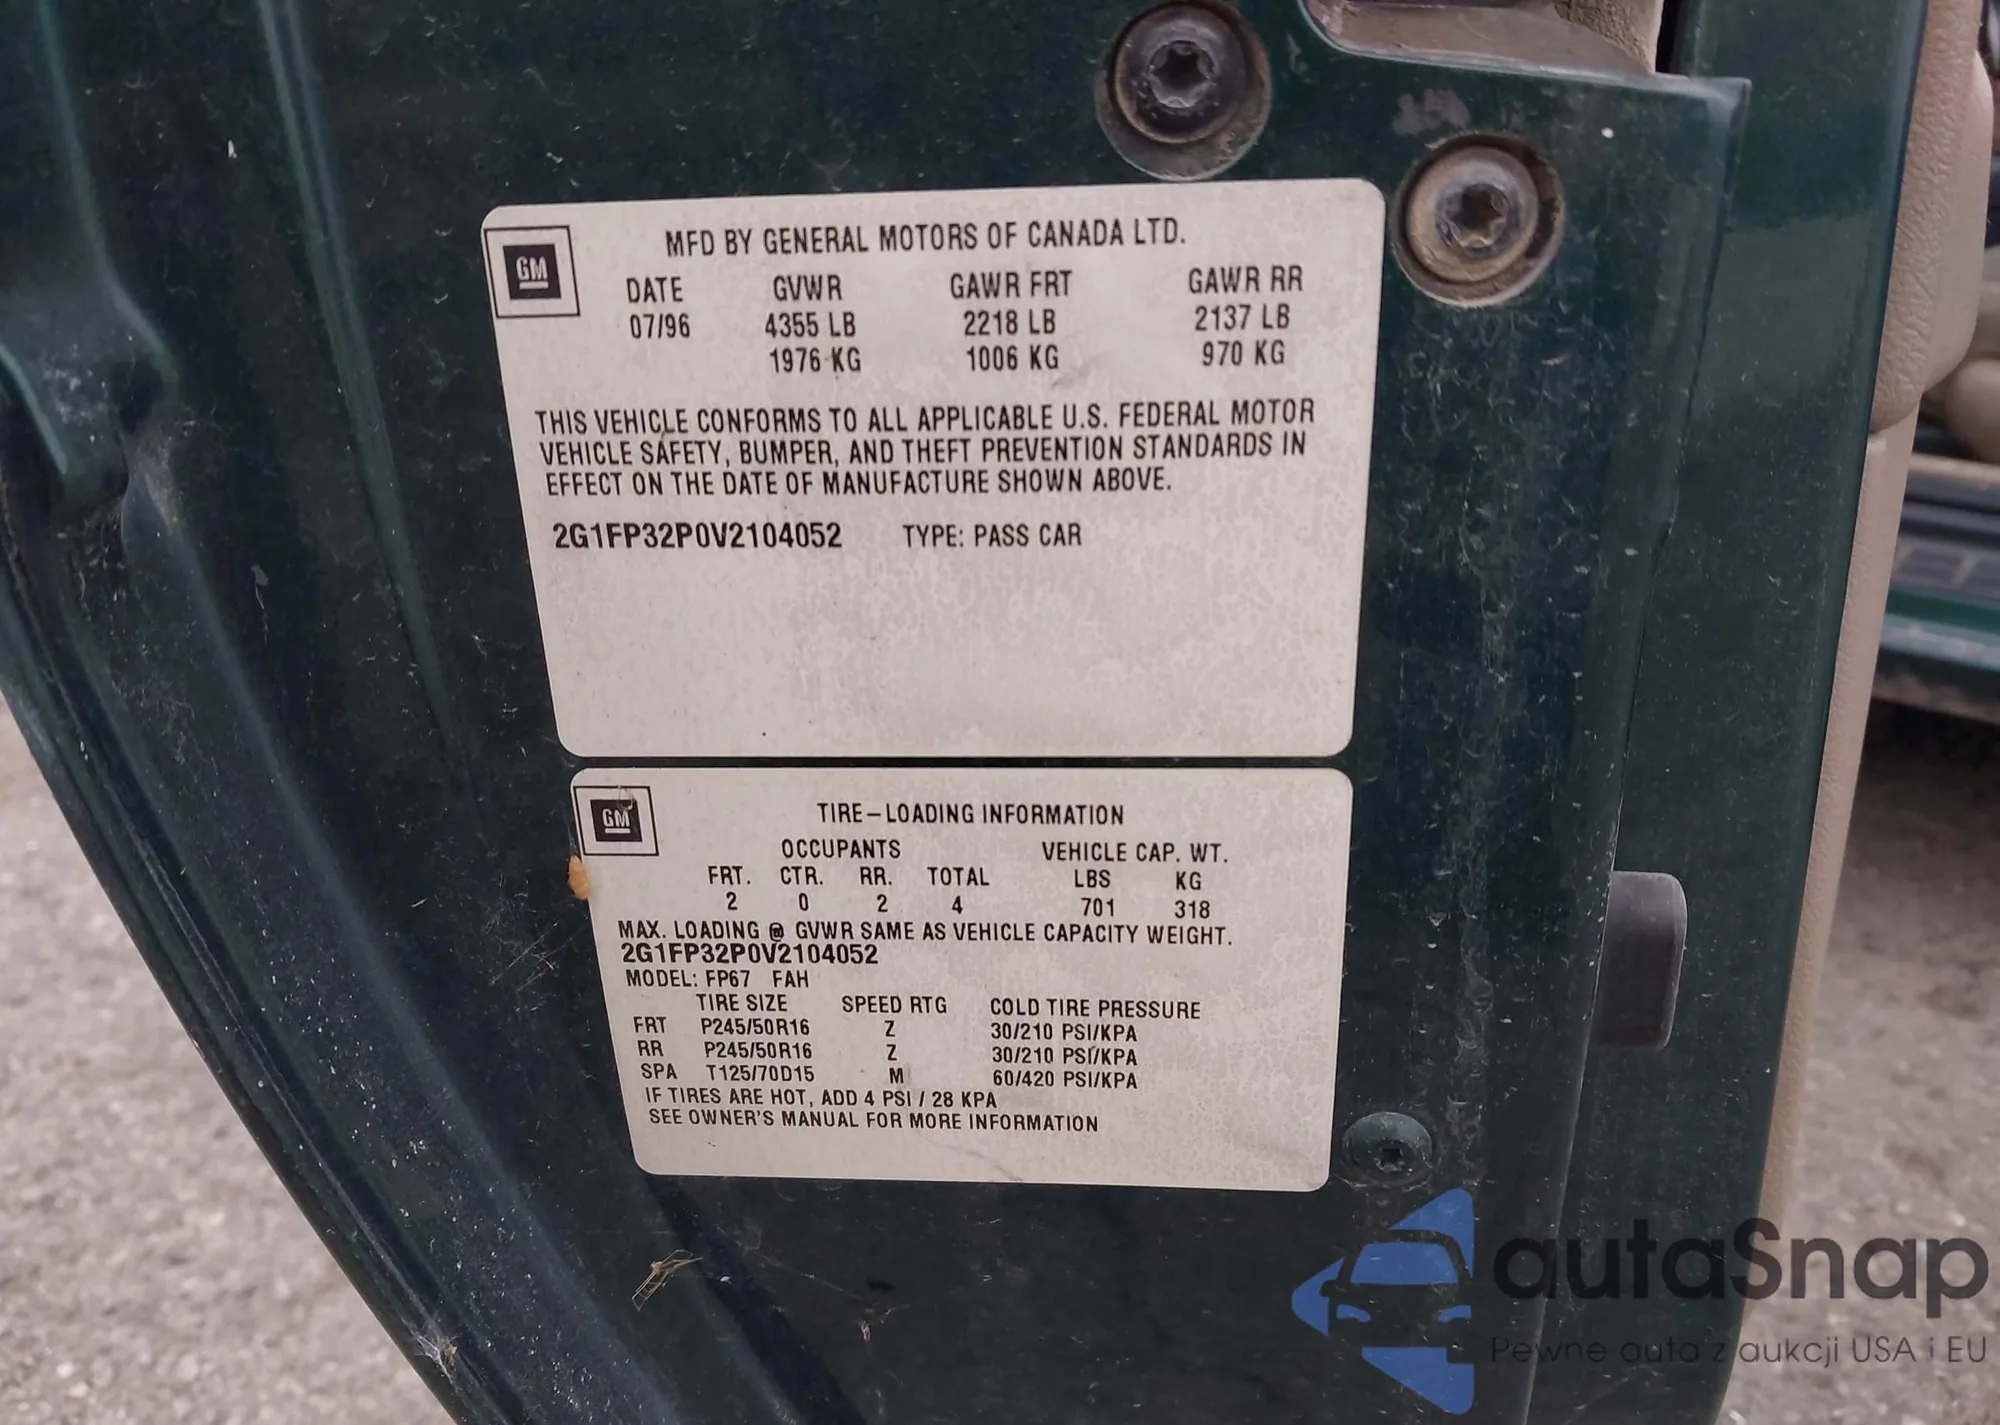 GM
MFD BY GENERAL MOTORS OF CANADA LTD.
DATE GVWR GAWR FRT GAWR RR
07/96 4355 LB 2218 LB 2137 LB
1976 KG 1006 KG 970 KG
THIS VEHICLE CONFORMS TO ALL APPLICABLE U.S. FEDERAL MOTOR
VEHICLE SAFETY, BUMPER, AND THEFT PREVENTION STANDARDS IN
EFFECT ON THE DATE OF MANUFACTURE SHOWN ABOVE.
2G1FP32P0V2104052 TYPE: PASS CAR
GM
TIRE-LOADING INFORMATION
OCCUPANTS VEHICLE CAP. WT.
FRT. CTR. RR. TOTAL LBS KG
2 0 2 4 701 318
MAX. LOADING @ GVWR SAME AS VEHICLE CAPACITY WEIGHT.
2G1FP32P0V2104052
MODEL: FP67 FAH
TIRE SIZE SPEED RTG COLD TIRE PRESSURE
FRT P245/50R16 Z 30/210 PSI/KPA
RR P245/50R16 Z 30/210 PSI/KPA
SPA T125/70D15 M 60/420 PSI/KPA
IF TIRES ARE HOT, ADD 4 PSI / 28 KPA
SEE OWNER'S MANUAL FOR MORE INFORMATION
autaSnap
Pewne auta z aukcji USA i EU